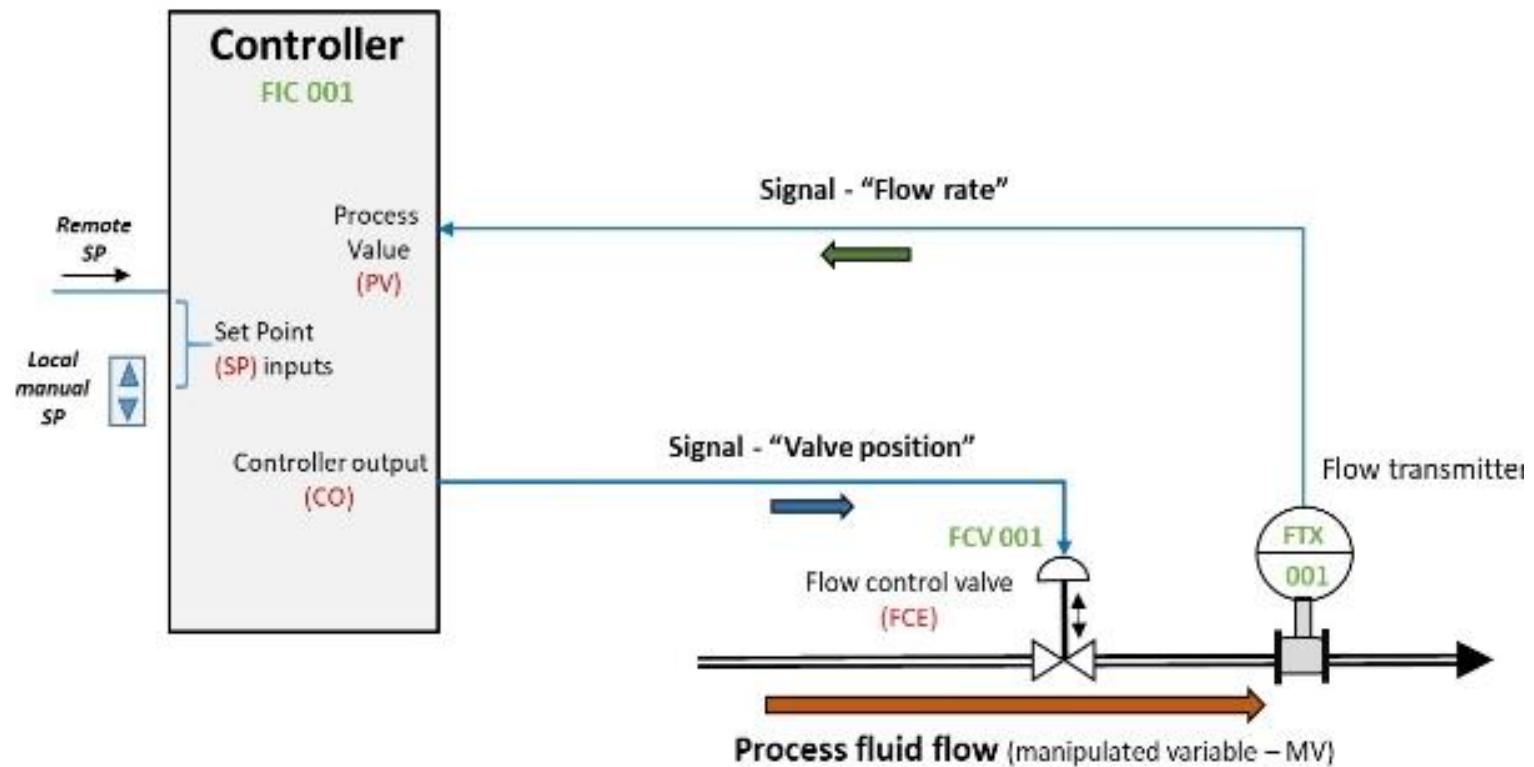 Controller
FIC 001
Signal - “Flow rate”
Process
Value
(PV)
Remote
SP
Set Point
(SP) inputs
Local
manual
SP
Signal - “Valve position”
Controller output
(CO)
Flow transmitter
FCV 001
FTX
001
Flow control valve
(FCE)
Process fluid flow (manipulated variable – MV)